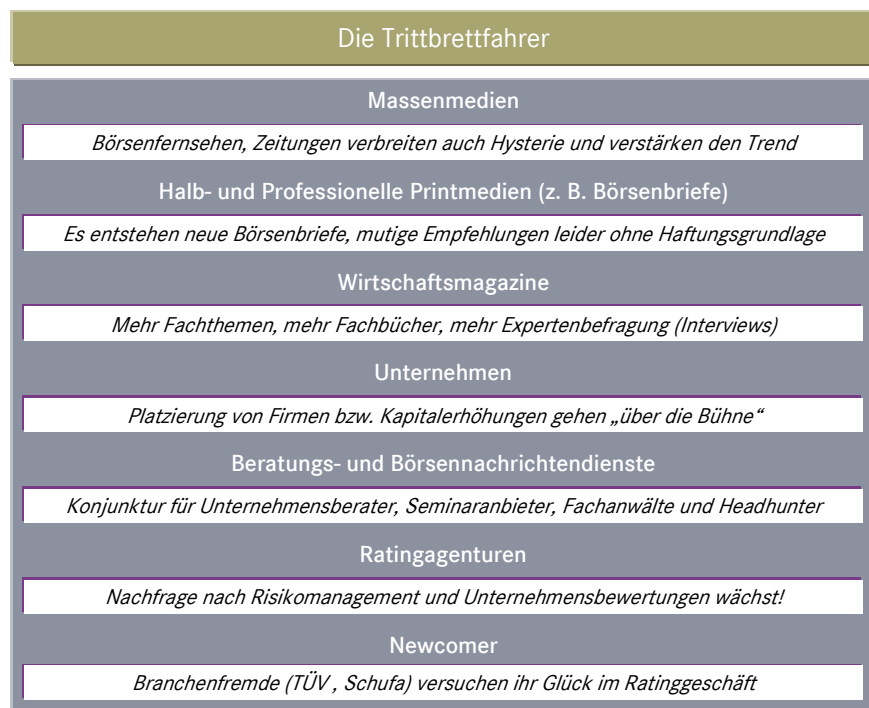 Die Trittbrettfahrer
Massenmedien
Börsenfernsehen, Zeitungen verbreiten auch Hysterie und verstärken den Trend
Halb- und Professionelle Printmedien (z. B. Börsenbriefe)
Es entstehen neue Börsenbriefe, mutige Empfehlungen leider ohne Haftungsgrundlage
Wirtschaftsmagazine
Mehr Fachthemen, mehr Fachbücher, mehr Expertenbefragung (Interviews)
Unternehmen
Platzierung von Firmen bzw. Kapitalerhöhungen gehen „über die Bühne“
Beratungs- und Börsennachrichtendienste
Konjunktur für Unternehmensberater, Seminaranbieter, Fachanwälte und Headhunter
Ratingagenturen
Nachfrage nach Risikomanagement und Unternehmensbewertungen wächst!
Newcomer
Branchenfremde (TÜV , Schufa) versuchen ihr Glück im Ratinggeschäft